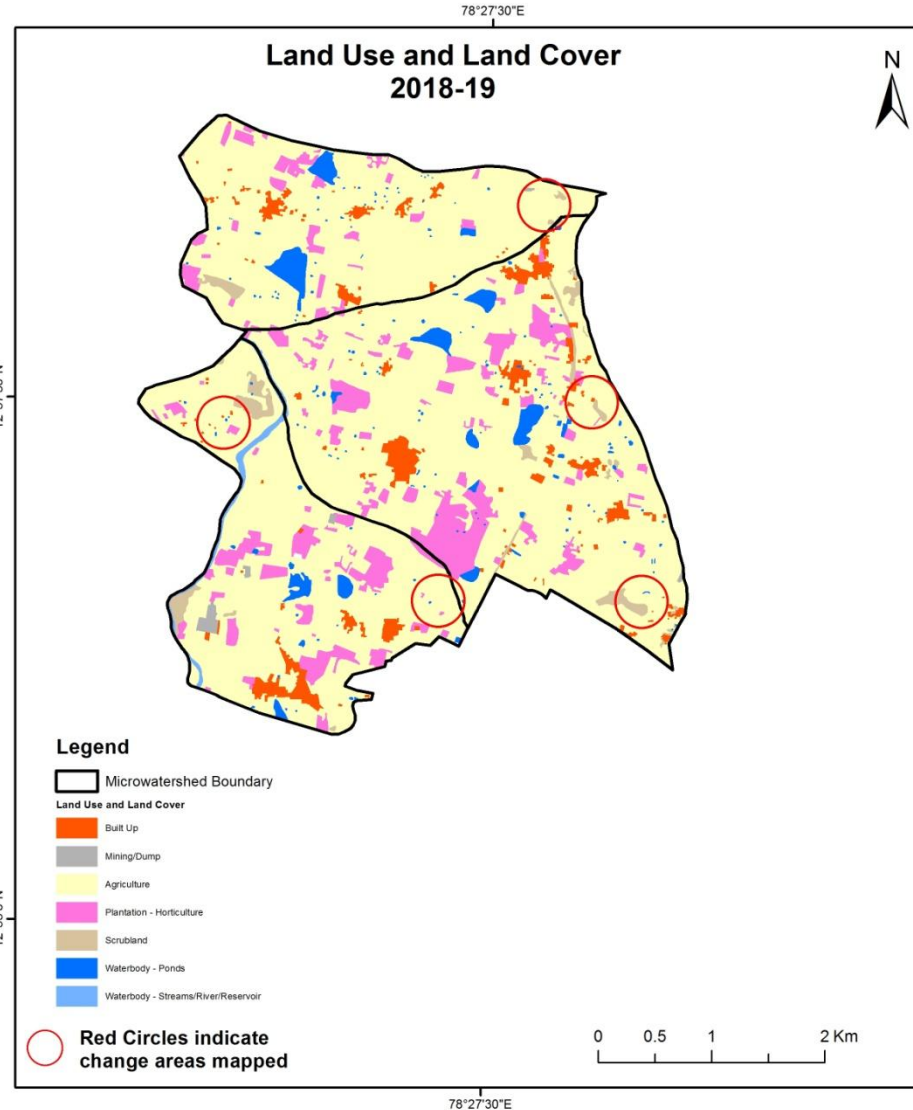 78°27'30"E
Land Use and Land Cover
2018-19
N
Legend
Microwatershed Boundary
Land Use and Land Cover
Built Up
Mining/Dump
Agriculture
Plantation - Horticulture
Scrubland
Waterbody - Ponds
Waterbody - Streams/River/Reservoir
Red Circles indicate
change areas mapped
0 0.5 1 2 Km
78°27'30"E